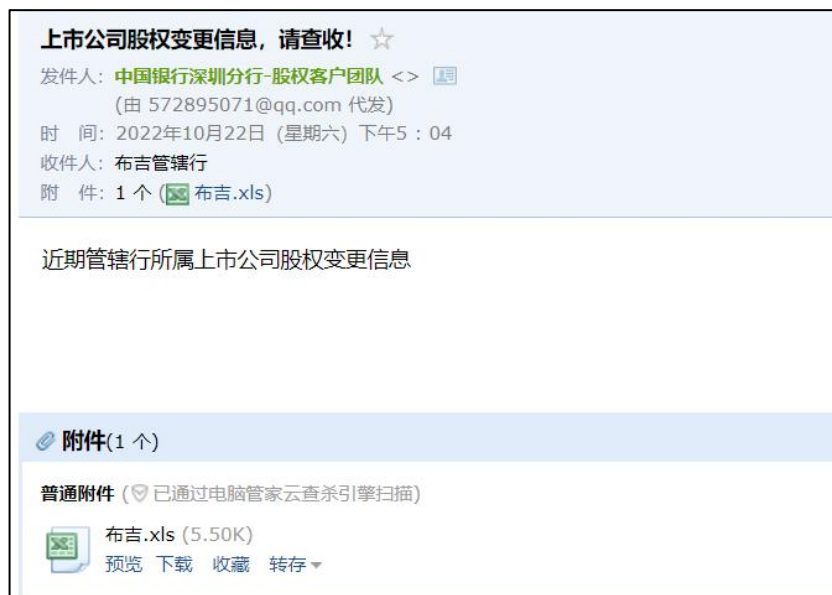 上市公司股权变更信息，请查收！
发件人：中国银行深圳分行-股权客户团队 <>
(由 572895071@qq.com 代发)
时 间：2022年10月22日 (星期六) 下午5：04
收件人：布吉管辖行
附 件：1 个 (布吉.xls)
近期管辖行所属上市公司股权变更信息
附件(1 个)
普通附件 (已通过电脑管家云查杀引擎扫描)
布吉.xls (5.50K)
预览 下载 收藏 转存